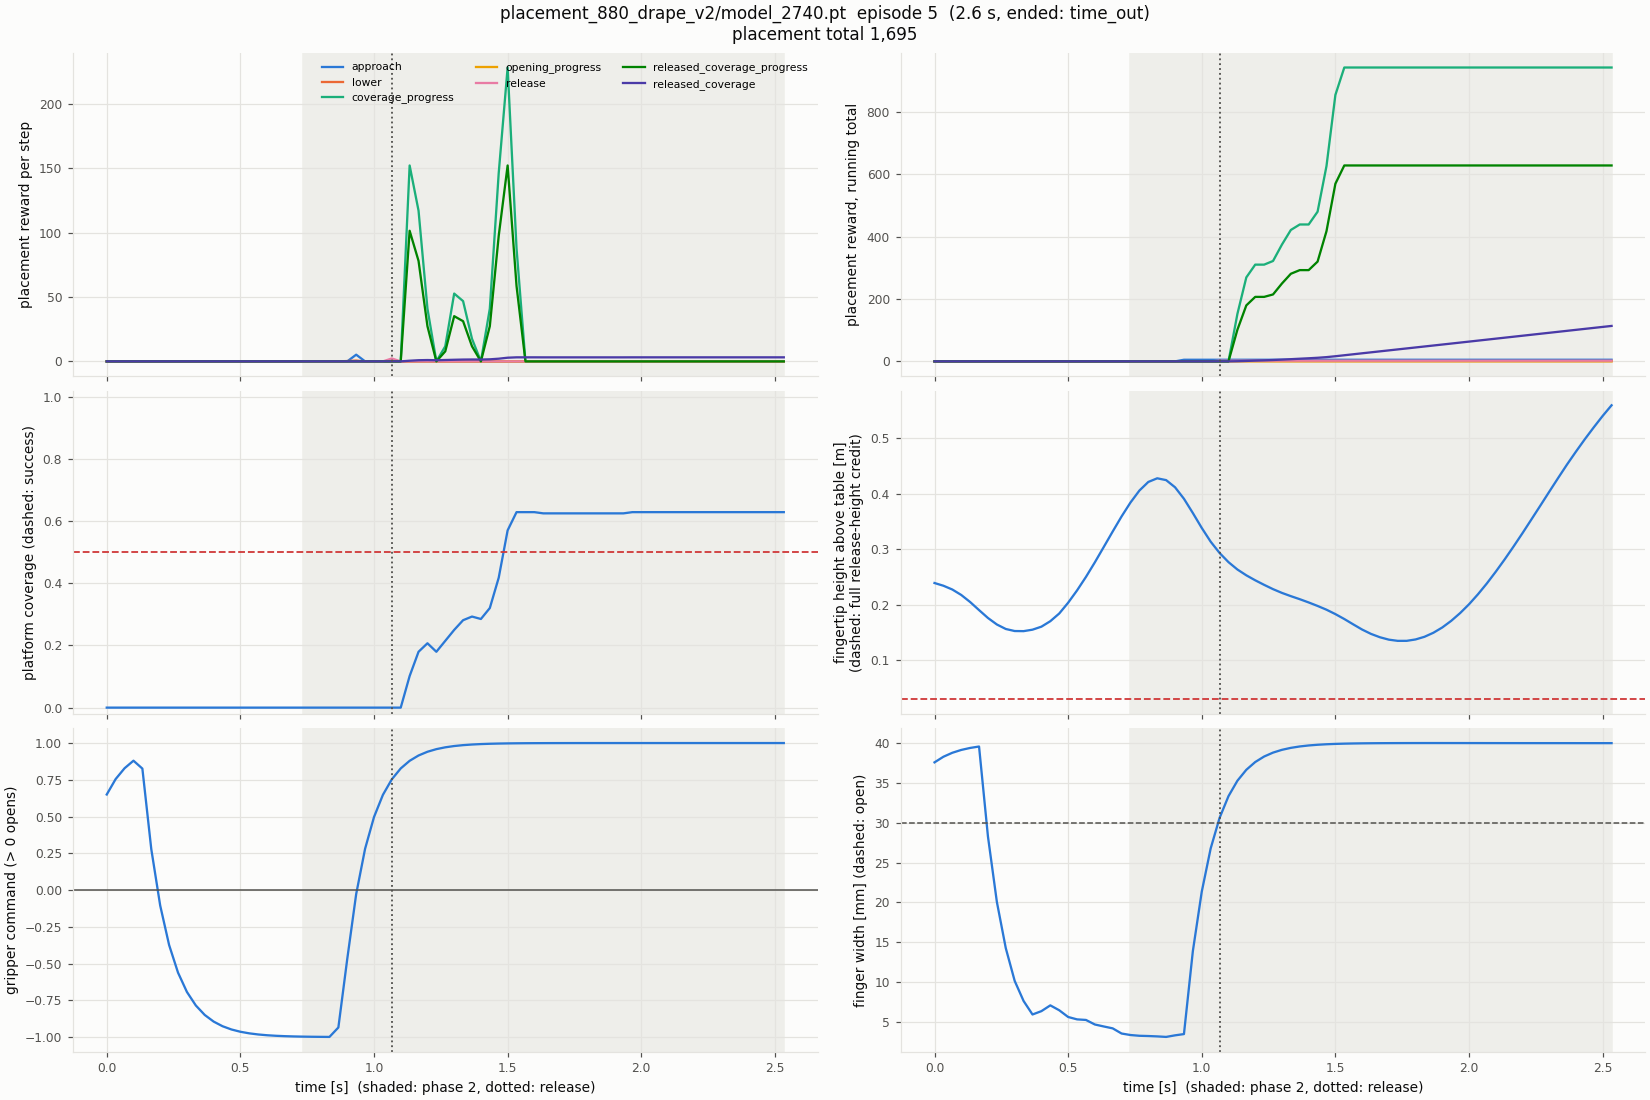 placement_880_drape_v2/model_2740.pt  episode 5  (2.6 s, ended: time_out)
placement total 1,695
placement reward per step
200
150
100
50
0
approach
lower
coverage_progress
opening_progress
release
released_coverage_progress
released_coverage
placement reward, running total
800
600
400
200
0
platform coverage (dashed: success)
1.0
0.8
0.6
0.4
0.2
0.0
fingertip height above table [m]
(dashed: full release-height credit)
0.5
0.4
0.3
0.2
0.1
gripper command (> 0 opens)
1.00
0.75
0.50
0.25
0.00
−0.25
−0.50
−0.75
−1.00
0.0 0.5 1.0 1.5 2.0 2.5
time [s]  (shaded: phase 2, dotted: release)
finger width [mm] (dashed: open)
40
35
30
25
20
15
10
5
0.0 0.5 1.0 1.5 2.0 2.5
time [s]  (shaded: phase 2, dotted: release)